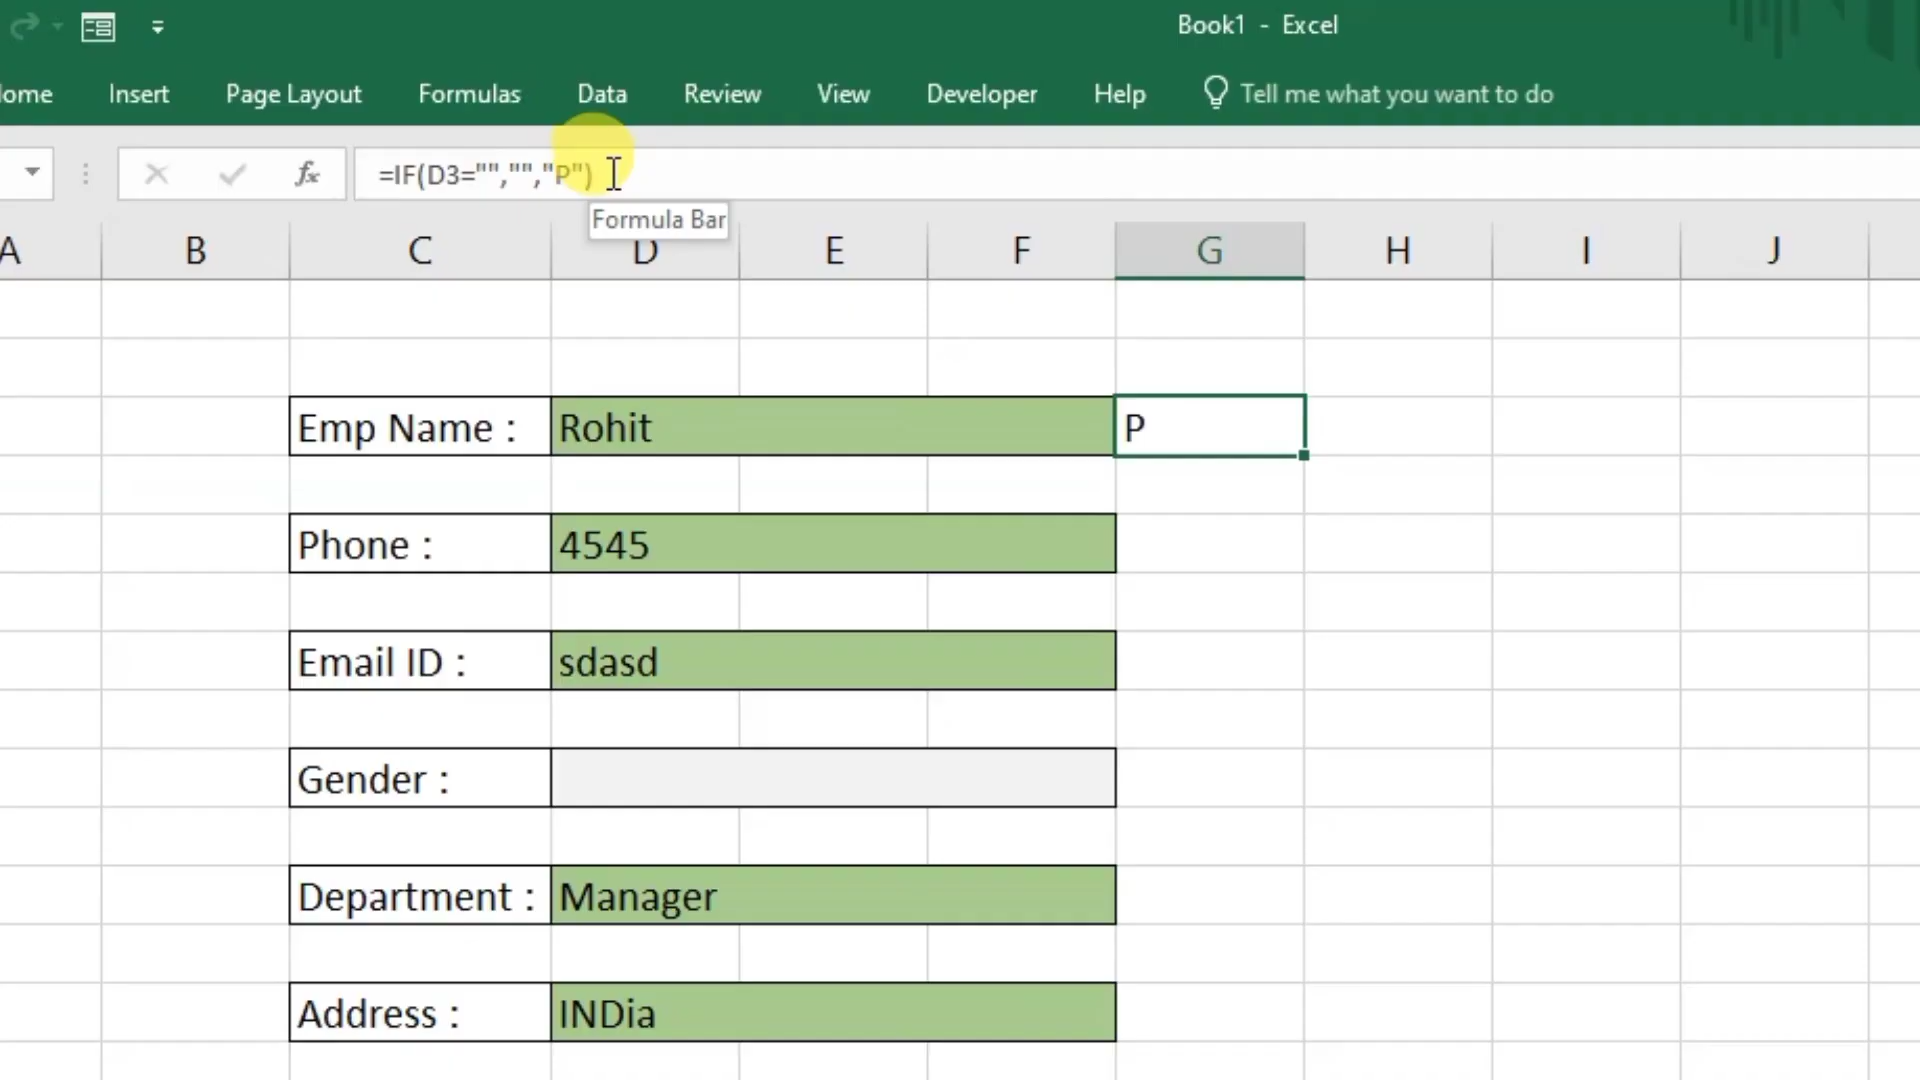 Book1 - Excel
ome Insert Page Layout Formulas Data Review View Developer Help Tell me what you want to do
fx =IF(D3="","","P")
Formula Bar
A B C D E F G H I J
Emp Name : Rohit P
Phone : 4545
Email ID : sdasd
Gender :
Department : Manager
Address : INDia